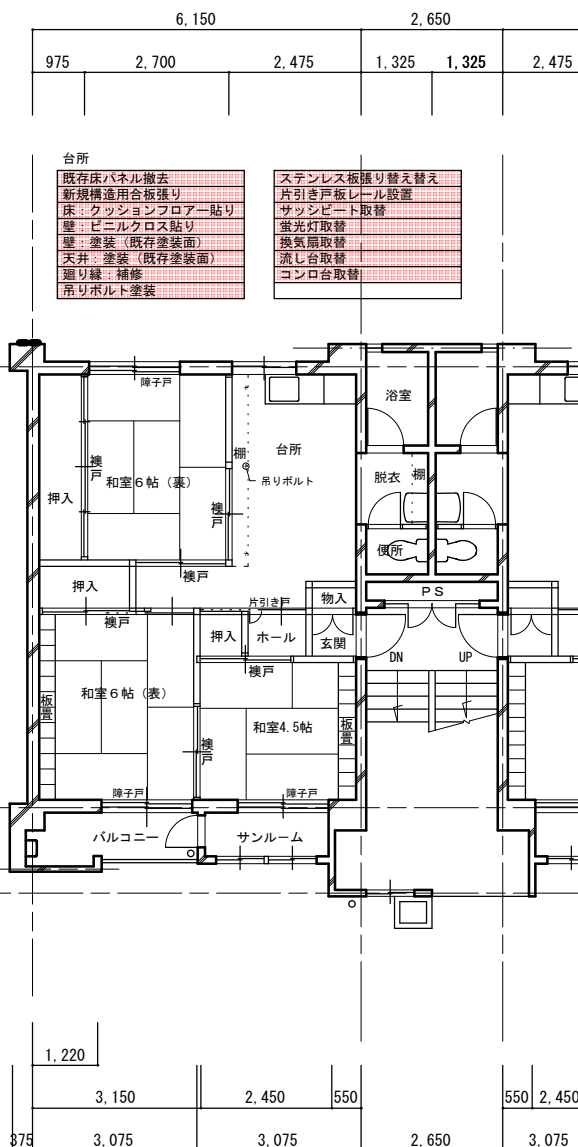 6,150 2,650
975 2,700 2,475 1,325 1,325 2,475
台所
既存床パネル撤去
新規構造用合板張り
床：クッションフロアー貼り
壁：ビニルクロス貼り
壁：塗装（既存塗装面）
天井：塗装（既存塗装面）
廻り縁：補修
吊りボルト塗装
ステンレス板張り替え替え
片引き戸板レール設置
サッシビート取替
蛍光灯取替
換気扇取替
流し台取替
コンロ台取替
障子戸
浴室
台所
棚
襖戸
和室６帖（裏）
吊りボルト
脱衣
棚
押入
襖戸
便所
押入
襖戸
ＰＳ
片引き戸
物入
襖戸
押入
ホール
玄関
DN UP
襖戸
和室６帖（表）
板畳
和室4.5帖
板畳
襖戸
障子戸
障子戸
バルコニー
サンルーム
1,220
3,150 2,450 550 2,650 550 2,450
375 3,075 3,075 2,650 3,075